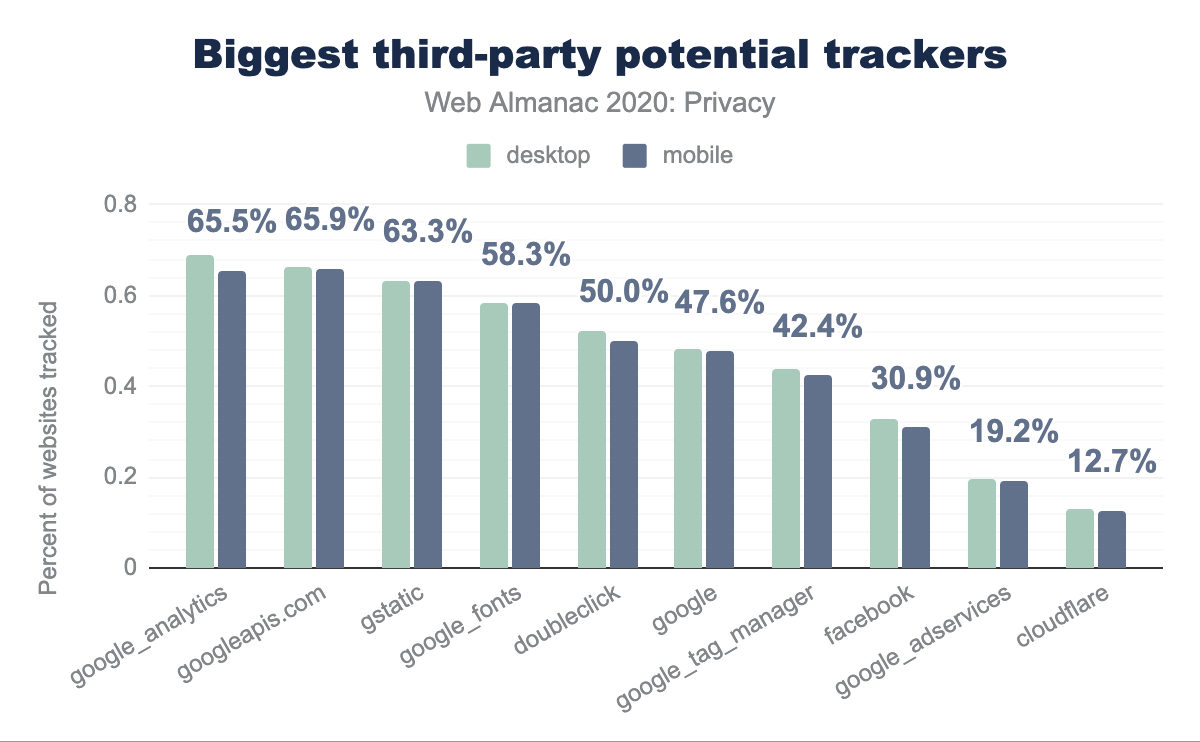 Biggest third-party potential trackers
Web Almanac 2020: Privacy
desktop
mobile
Percent of websites tracked
0.8
0.6
0.4
0.2
0
65.5%
65.9%
63.3%
58.3%
50.0%
47.6%
42.4%
30.9%
19.2%
12.7%
google_analytics
googleapis.com
gstatic
google_fonts
doubleclick
google
google_tag_manager
facebook
google_adservices
cloudflare